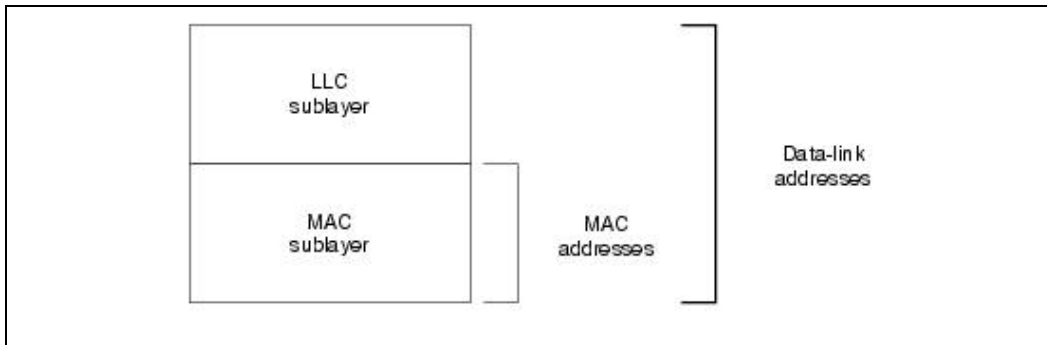 LLC
sublayer
MAC
sublayer
MAC
addresses
Data-link
addresses